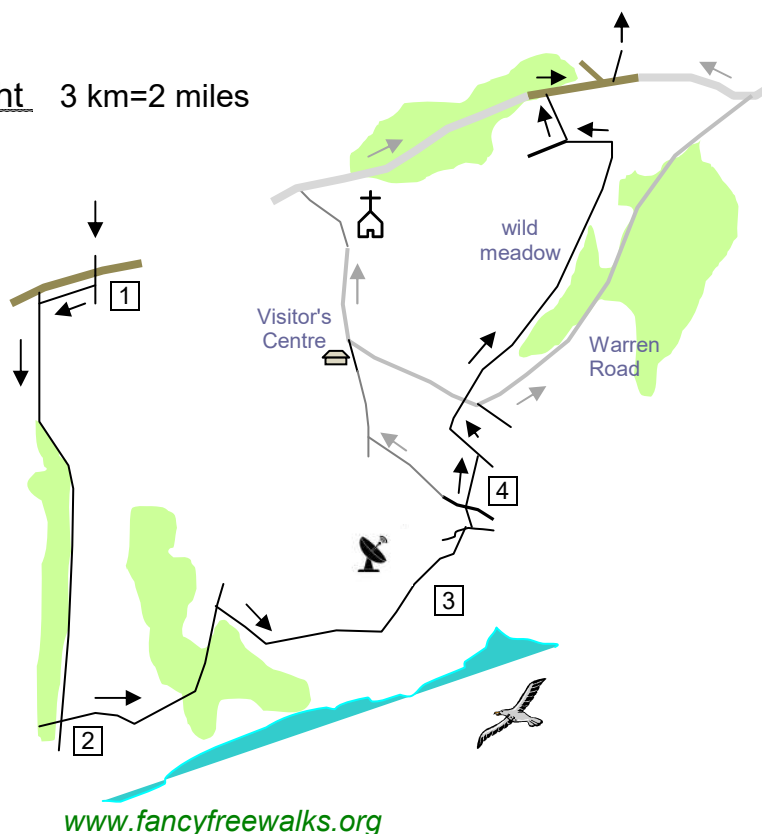 nt   3 km=2 miles
wild
meadow
1
Visitor's
Centre
Warren
Road
4
3
2
www.fancyfreewalks.org